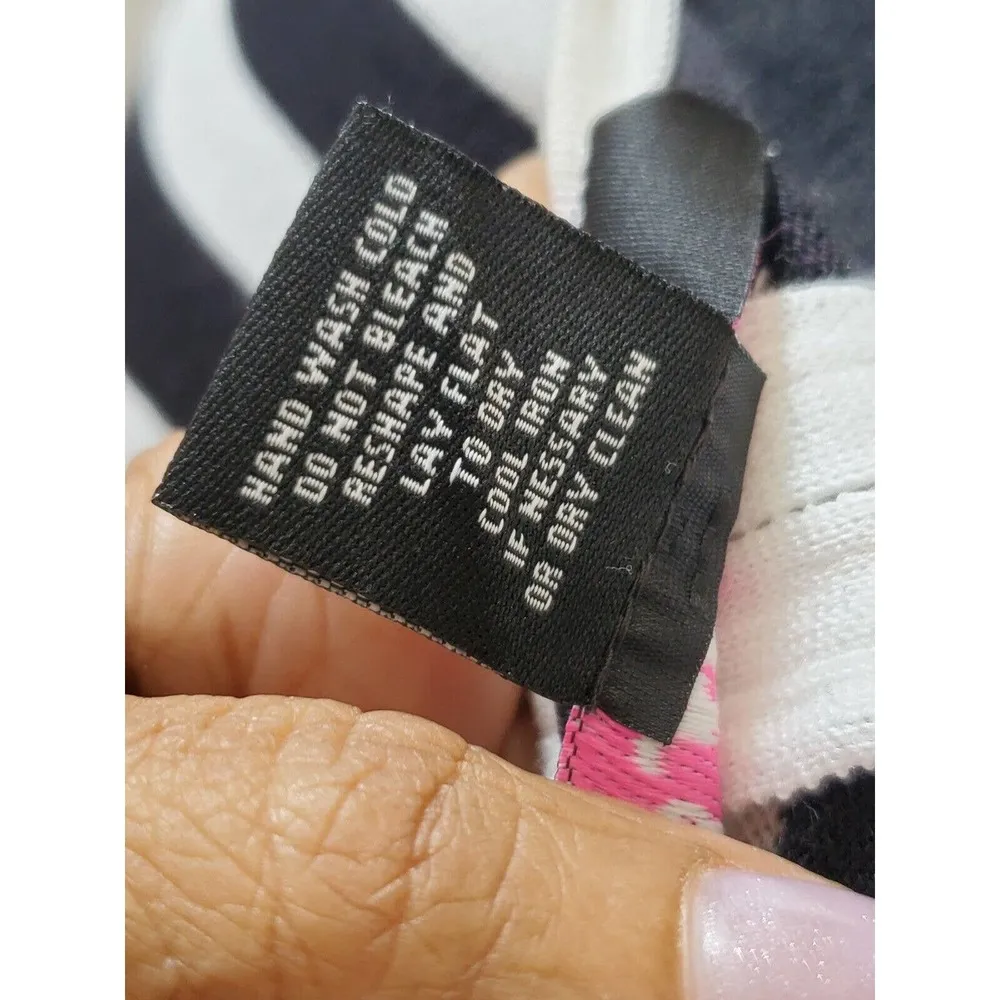 HAND WASH COLD
DO NOT BLEACH
RESHAPE AND
LAY FLAT
TO DRY
COOL IRON
IF NESSARY
OR DRY CLEAN